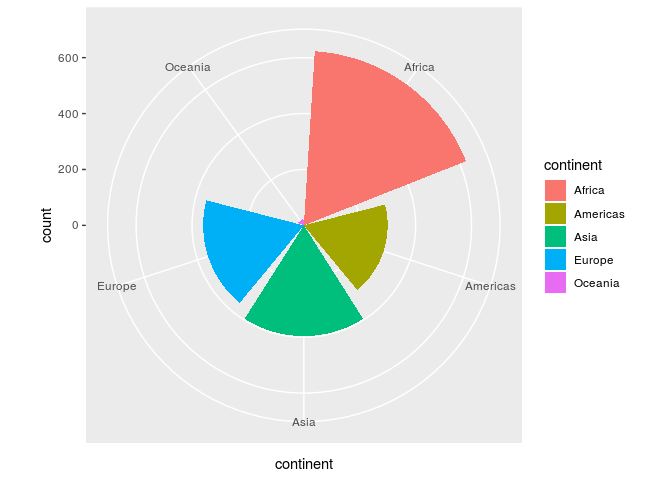 600
400
200
0
count
Oceania
Africa
Europe
Americas
Asia
continent
continent
Africa
Americas
Asia
Europe
Oceania